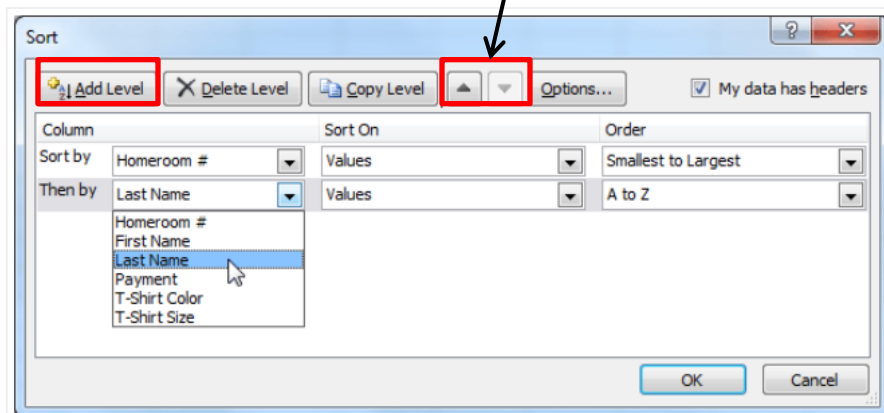 Sort
Add Level Delete Level Copy Level Options... My data has headers
Column Sort On Order
Sort by Homeroom # Values Smallest to Largest
Then by Last Name Values A to Z
Homeroom #
First Name
Last Name
Payment
T-Shirt Color
T-Shirt Size
OK Cancel